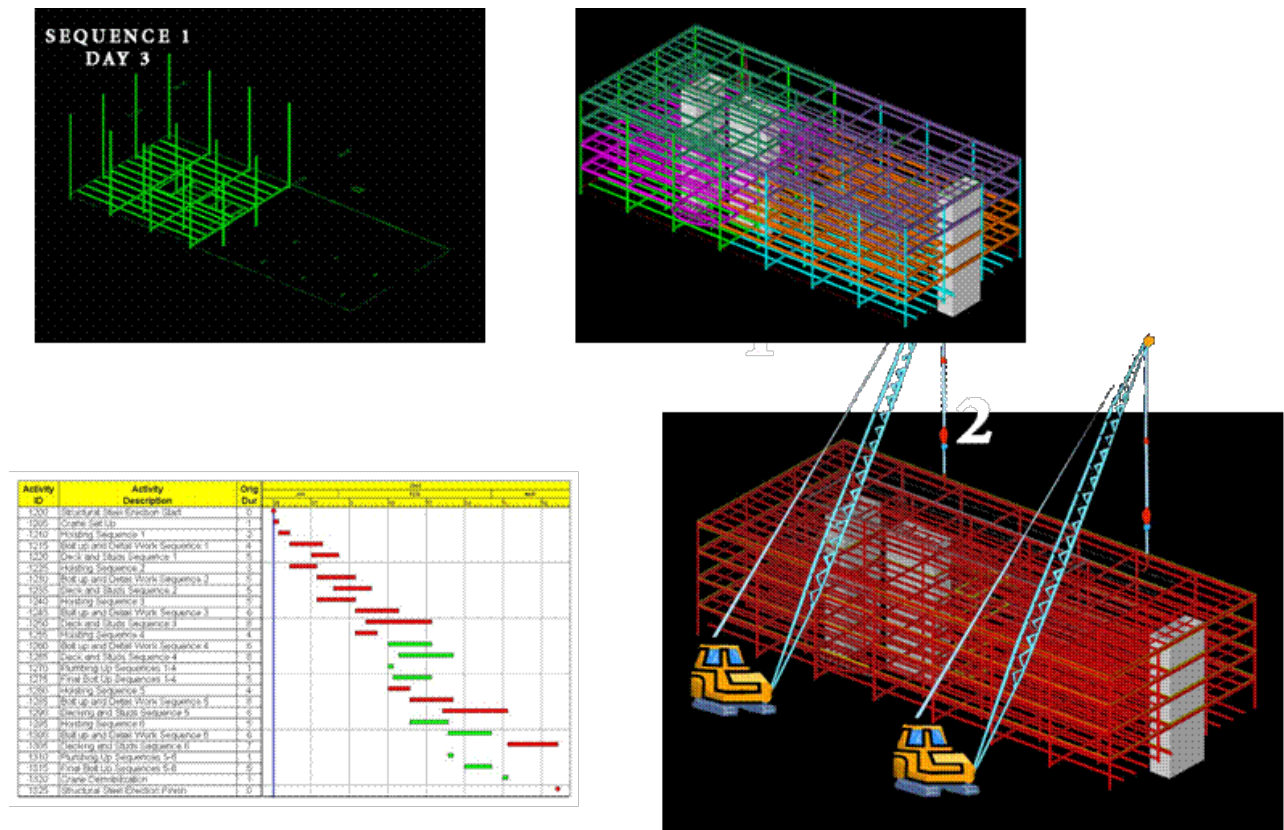 SEQUENCE 1
DAY 3
1
2
Activity ID Activity Description Orig Dur
1200 Structural Steel Erection Start 0
1205 Crane Set Up 1
1210 Hoisting Sequence 1 2
1215 Bolt up and Detail Work Sequence 1 4
1220 Deck and Studs Sequence 1 5
1225 Hoisting Sequence 2 3
1230 Bolt up and Detail Work Sequence 2 5
1235 Deck and Studs Sequence 2 5
1240 Hoisting Sequence 3
1245 Bolt up and Detail Work Sequence 3 6
1250 Deck and Studs Sequence 3 8
1255 Hoisting Sequence 4 4
1260 Bolt up and Detail Work Sequence 4 6
1265 Deck and Studs Sequence 4 8
1270 Plumbing Up Sequences 1-4 1
1275 Final Bolt Up Sequences 1-4 5
1280 Hoisting Sequence 5 4
1285 Bolt up and Detail Work Sequence 5 6
1290 Decking and Studs Sequence 5 8
1295 Hoisting Sequence 6 5
1300 Bolt up and Detail Work Sequence 6 6
1305 Decking and Studs Sequence 6 7
1310 Plumbing Up Sequences 5-6 1
1315 Final Bolt Up Sequences 5-6 5
1320 Crane Demobilization 1
1325 Structural Steel Erection Finish 0